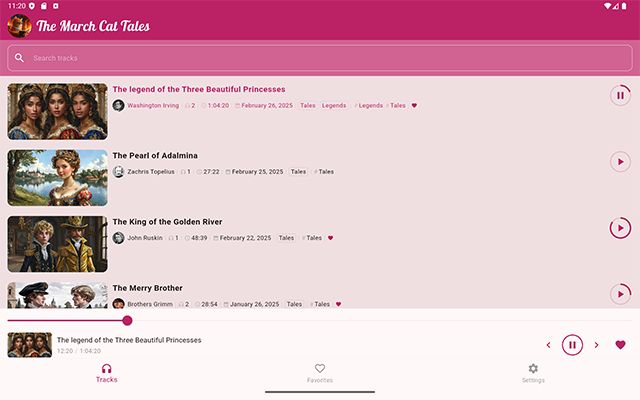 11:20
The March Cat Tales
Search tracks
The legend of the Three Beautiful Princesses
Washington Irving 2 1:04:20 February 26, 2025 Tales Legends #Legends #Tales
The Pearl of Adalmina
Zachris Topelius 1 27:22 February 25, 2025 Tales #Tales
The King of the Golden River
John Ruskin 1 48:39 February 22, 2025 Tales #Tales
The Merry Brother
Brothers Grimm 2 28:54 January 26, 2025 Tales #Tales
The legend of the Three Beautiful Princesses
12:20 / 1:04:20
Tracks Favorites Settings